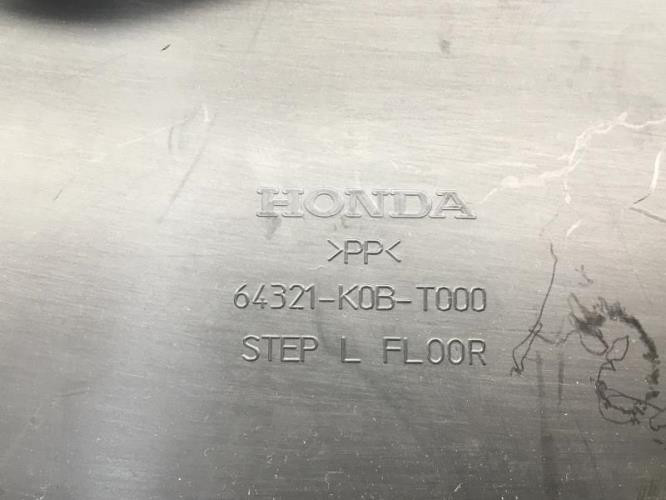 HONDA
>PP<
64321-K0B-T000
STEP L FLOOR